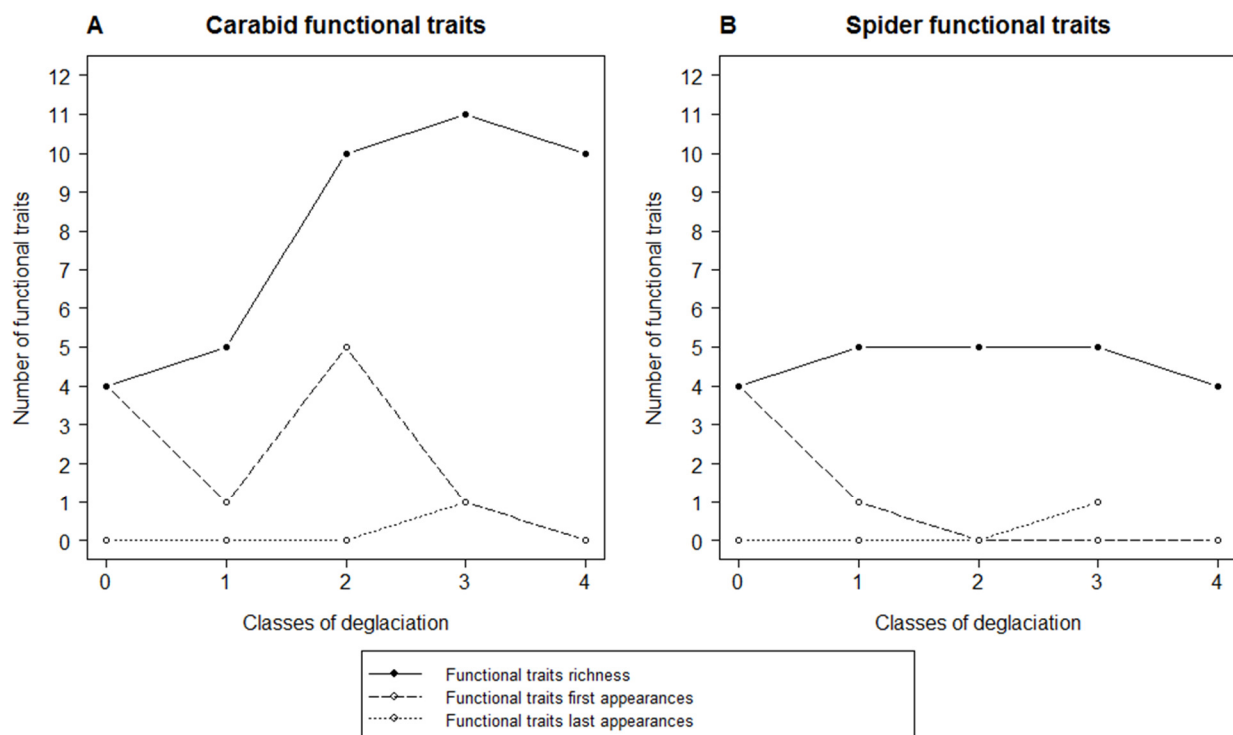 A Carabid functional traits
12
11
10
9
8
7
6
5
4
3
2
1
0
Number of functional traits
0 1 2 3 4
Classes of deglaciation
B Spider functional traits
12
11
10
9
8
7
6
5
4
3
2
1
0
Number of functional traits
0 1 2 3 4
Classes of deglaciation
Functional traits richness
Functional traits first appearances
Functional traits last appearances